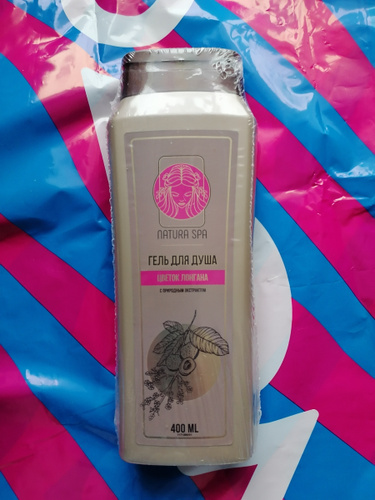 NATURA SPA
ГЕЛЬ ДЛЯ ДУША
ЦВЕТОК ЛОНГАНА
С ПРИРОДНЫМ ЭКСТРАКТОМ
400 ML